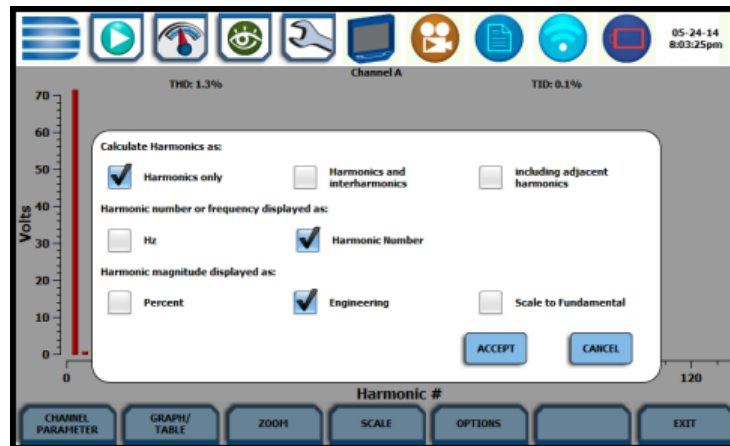 05-24-14
8:03:25pm
Channel A
THD: 1.3%
TID: 0.1%
70
60
50
40
30
20
10
0
Volts
Calculate Harmonics as:
Harmonics only
Harmonics and
interharmonics
including adjacent
harmonics
Harmonic number or frequency displayed as:
Hz
Harmonic Number
Harmonic magnitude displayed as:
Percent
Engineering
Scale to Fundamental
ACCEPT
CANCEL
0
120
Harmonic #
CHANNEL
PARAMETER
GRAPH/
TABLE
ZOOM
SCALE
OPTIONS
EXIT